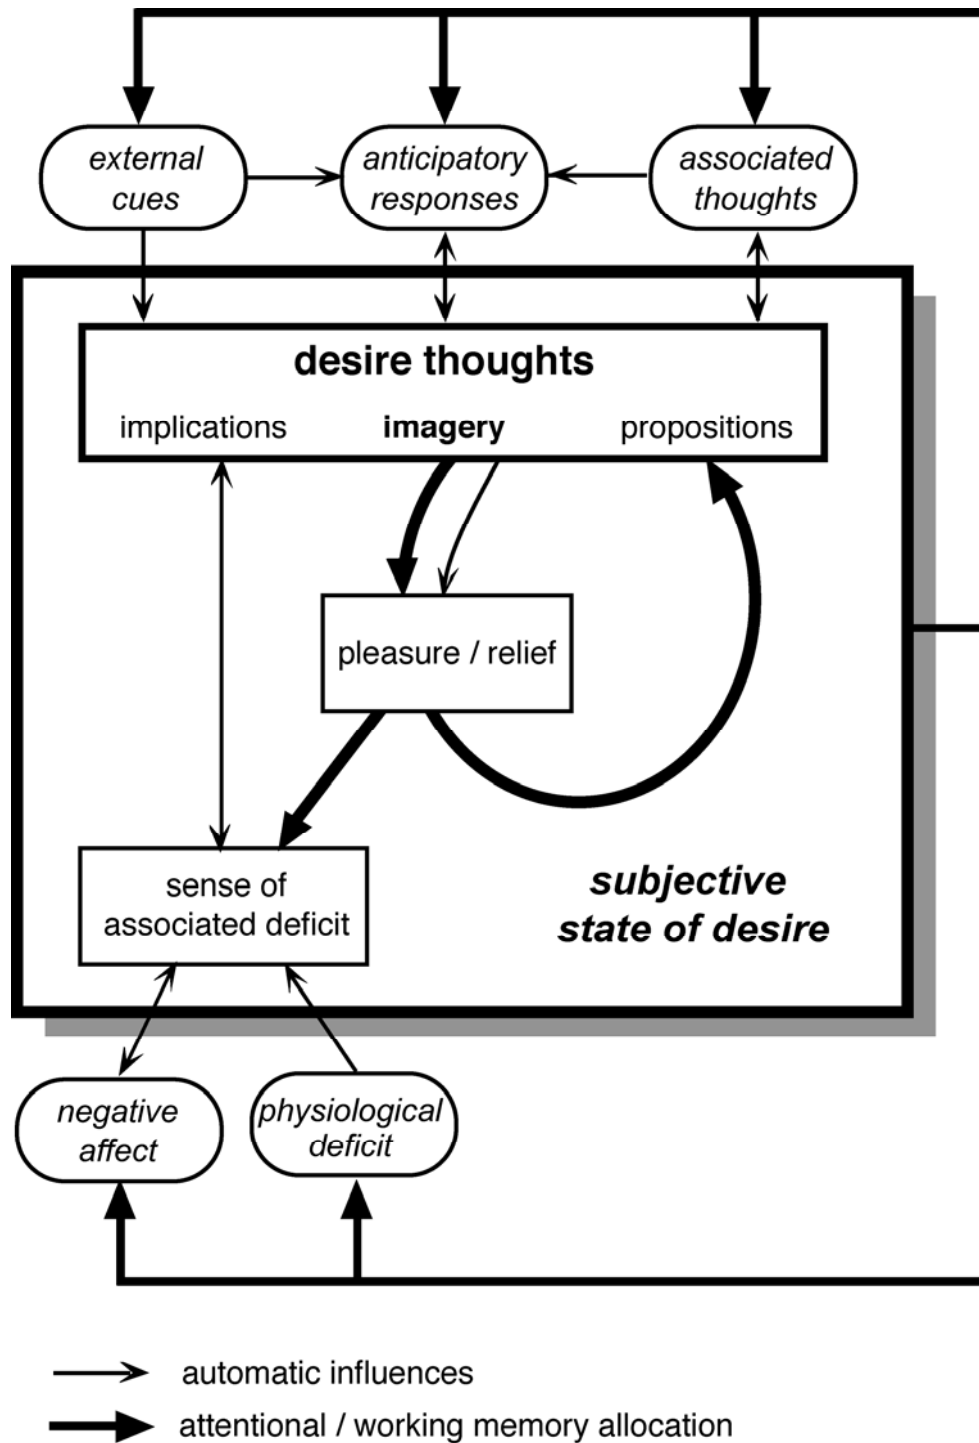 external
cues
anticipatory
responses
associated
thoughts
desire thoughts
implications imagery propositions
pleasure / relief
sense of
associated deficit
subjective
state of desire
negative
affect
physiological
deficit
automatic influences
attentional / working memory allocation